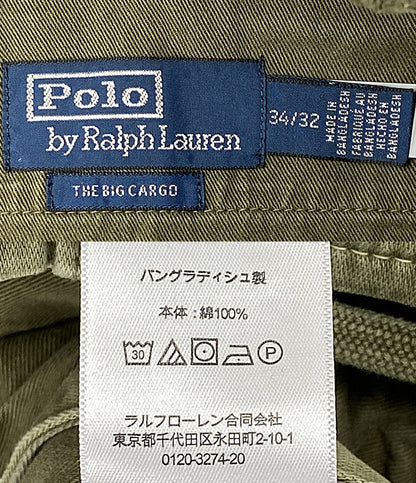 Polo
by Ralph Lauren
THE BIG CARGO
34/32
MADE IN
BANGLADESH
FABRIQUÉ AU
BANGLADESH
HECHO EN
BANGLADESH
バングラディシュ製
本体:綿100%
30
P
ラルフローレン合同会社
東京都千代田区永田町2-10-1
0120-3274-20